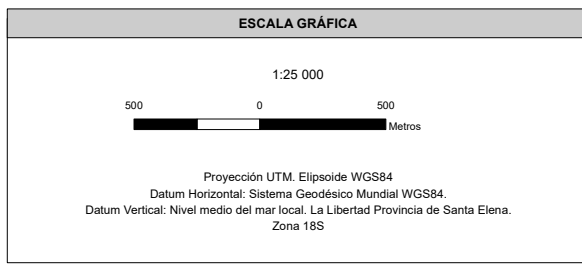 ESCALA GRÁFICA
1:25 000
500 0 500
Metros
Proyección UTM. Elipsoide WGS84
Datum Horizontal: Sistema Geodésico Mundial WGS84.
Datum Vertical: Nivel medio del mar local. La Libertad Provincia de Santa Elena.
Zona 18S